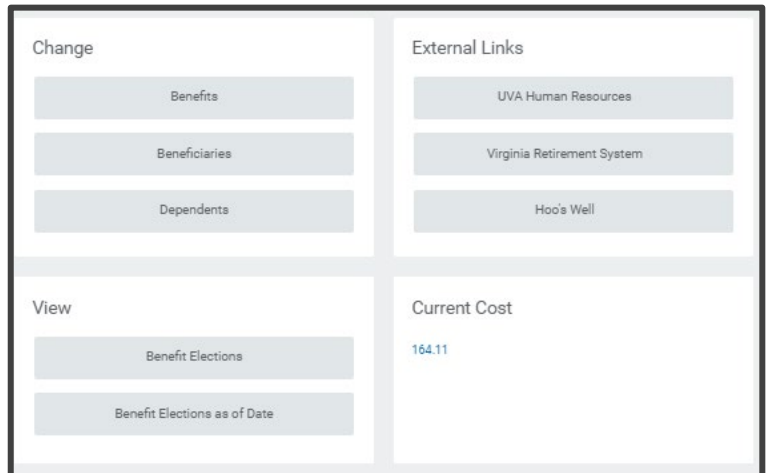 Change
Benefits
Beneficiaries
Dependents
External Links
UVA Human Resources
Virginia Retirement System
Hoo's Well
View
Benefit Elections
Benefit Elections as of Date
Current Cost
164.11